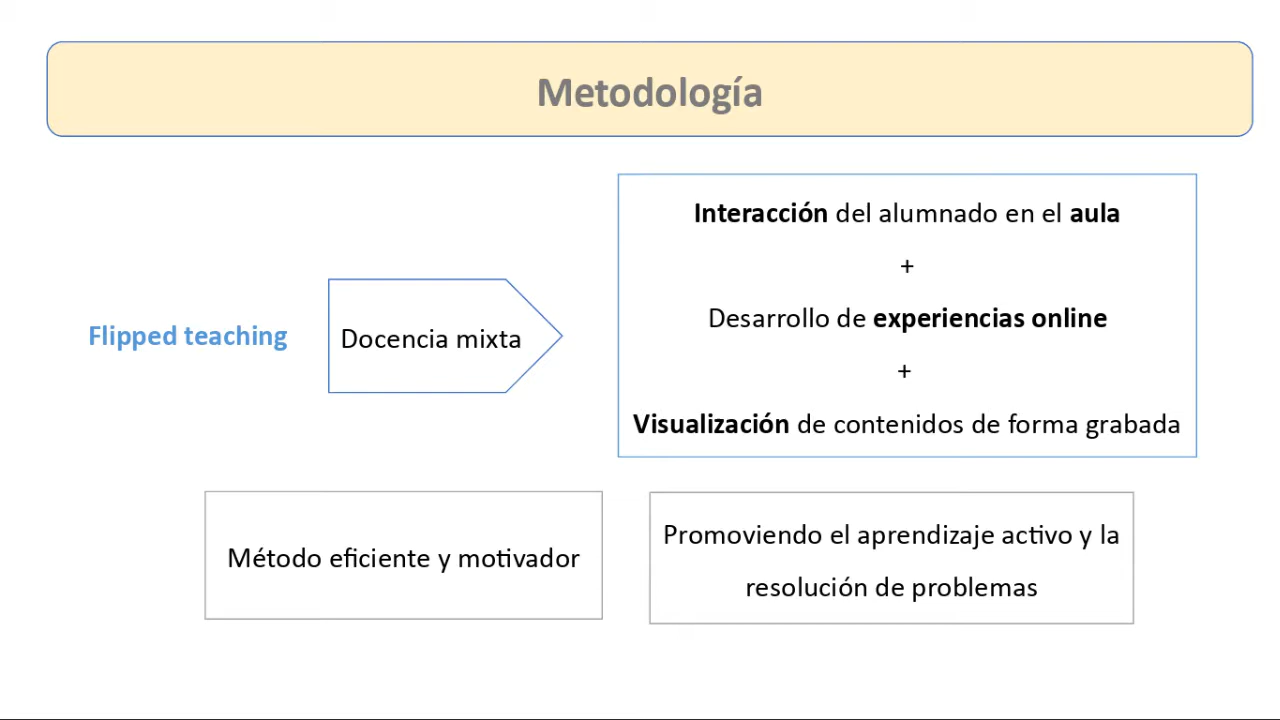 Metodología
Flipped teaching
Docencia mixta
Interacción del alumnado en el aula
+
Desarrollo de experiencias online
+
Visualización de contenidos de forma grabada
Método eficiente y motivador
Promoviendo el aprendizaje activo y la
resolución de problemas